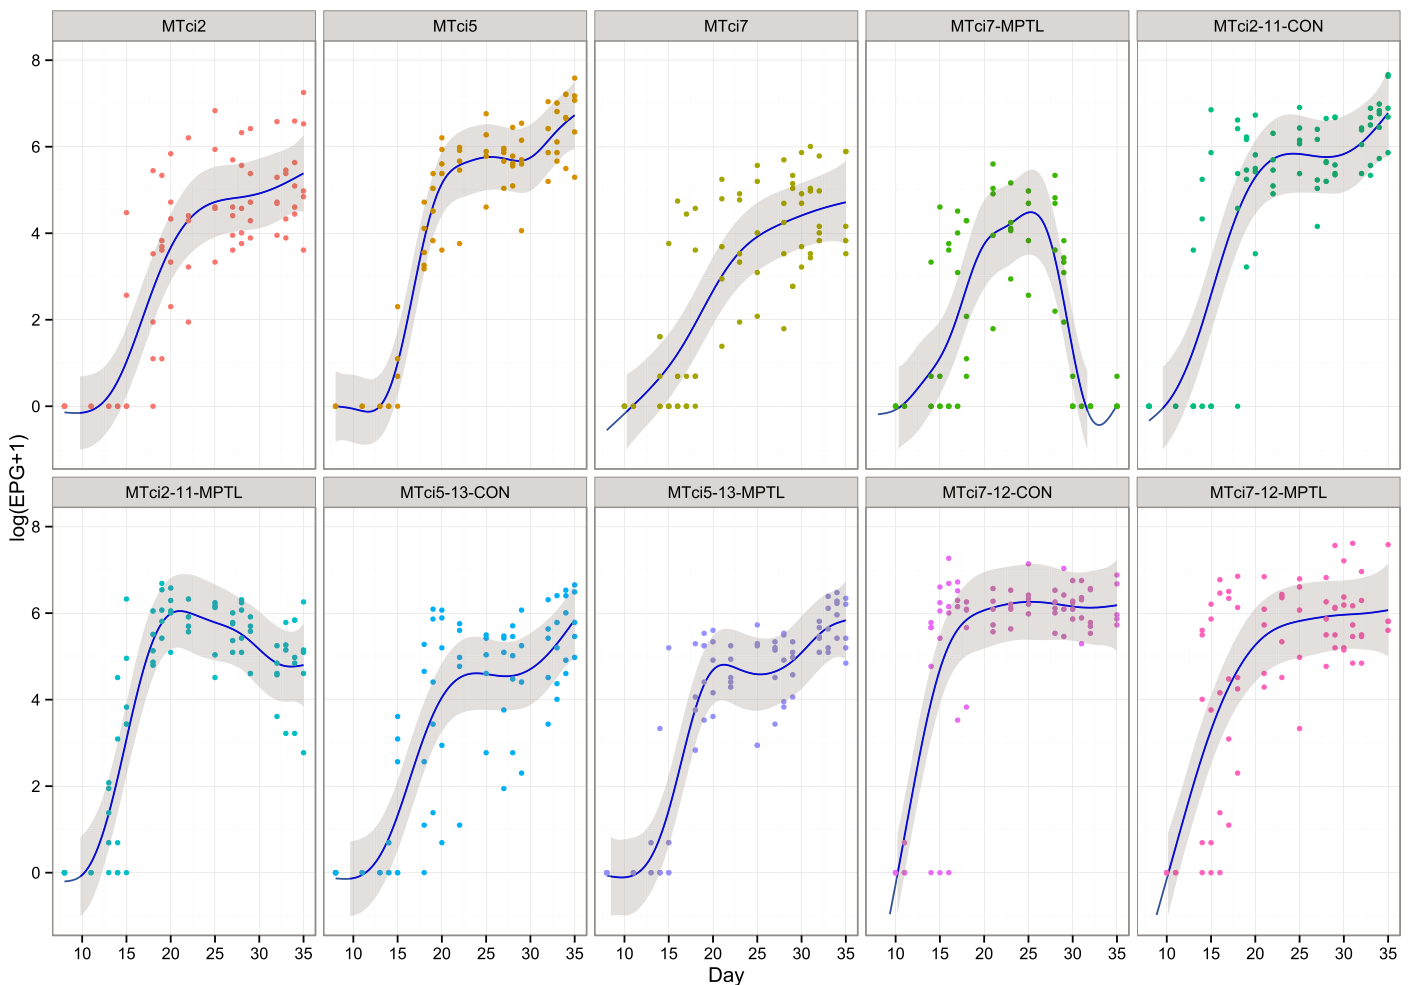 MTci2 MTci5 MTci7 MTci7-MPTL MTci2-11-CON
8
6
4
2
0
log(EPG+1)
MTci2-11-MPTL MTci5-13-CON MTci5-13-MPTL MTci7-12-CON MTci7-12-MPTL
8
6
4
2
0
10 15 20 25 30 35 10 15 20 25 30 35 10 15 20 25 30 35 10 15 20 25 30 35 10 15 20 25 30 35
Day